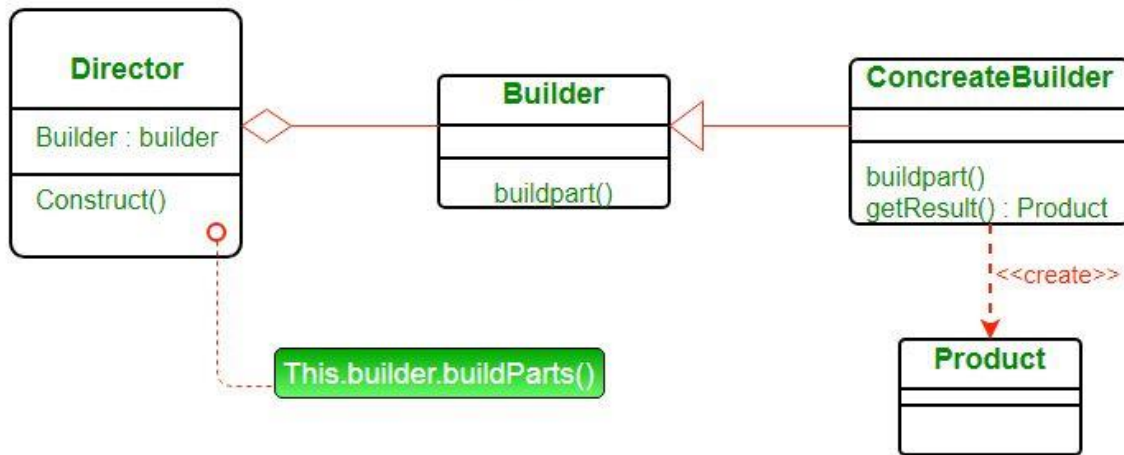 Director
Builder : builder
Construct()
Builder
buildpart()
ConcreateBuilder
buildpart()
getResult() : Product
<<create>>
This.builder.buildParts()
Product